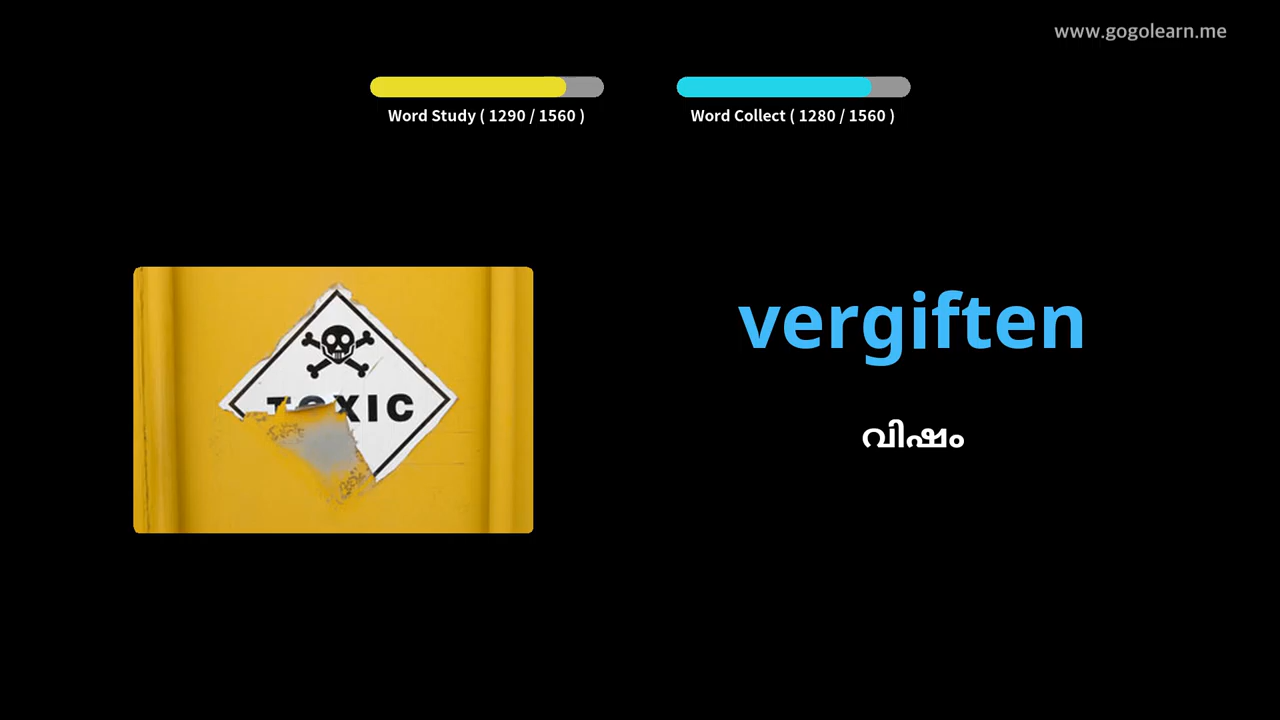 www.gogolearn.me
Word Study ( 1290 / 1560 )
Word Collect ( 1280 / 1560 )
TOXIC
vergiften
വിഷം